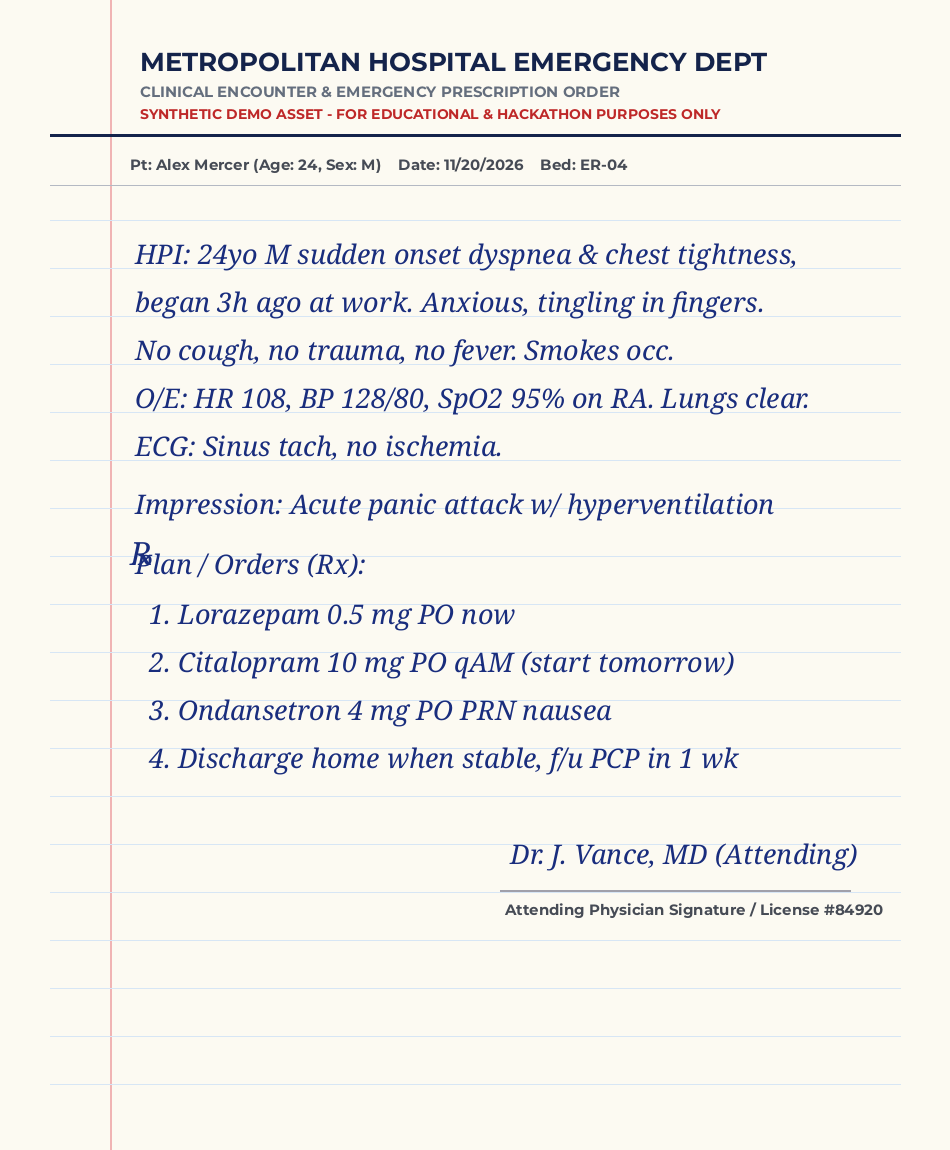 METROPOLITAN HOSPITAL EMERGENCY DEPT
CLINICAL ENCOUNTER & EMERGENCY PRESCRIPTION ORDER
SYNTHETIC DEMO ASSET - FOR EDUCATIONAL & HACKATHON PURPOSES ONLY
Pt: Alex Mercer (Age: 24, Sex: M) Date: 11/20/2026 Bed: ER-04
HPI: 24yo M sudden onset dyspnea & chest tightness,
began 3h ago at work. Anxious, tingling in fingers.
No cough, no trauma, no fever. Smokes occ.
O/E: HR 108, BP 128/80, SpO2 95% on RA. Lungs clear.
ECG: Sinus tach, no ischemia.
Impression: Acute panic attack w/ hyperventilation
℞
Plan / Orders (Rx):
1. Lorazepam 0.5 mg PO now
2. Citalopram 10 mg PO qAM (start tomorrow)
3. Ondansetron 4 mg PO PRN nausea
4. Discharge home when stable, f/u PCP in 1 wk
Dr. J. Vance, MD (Attending)
Attending Physician Signature / License #84920